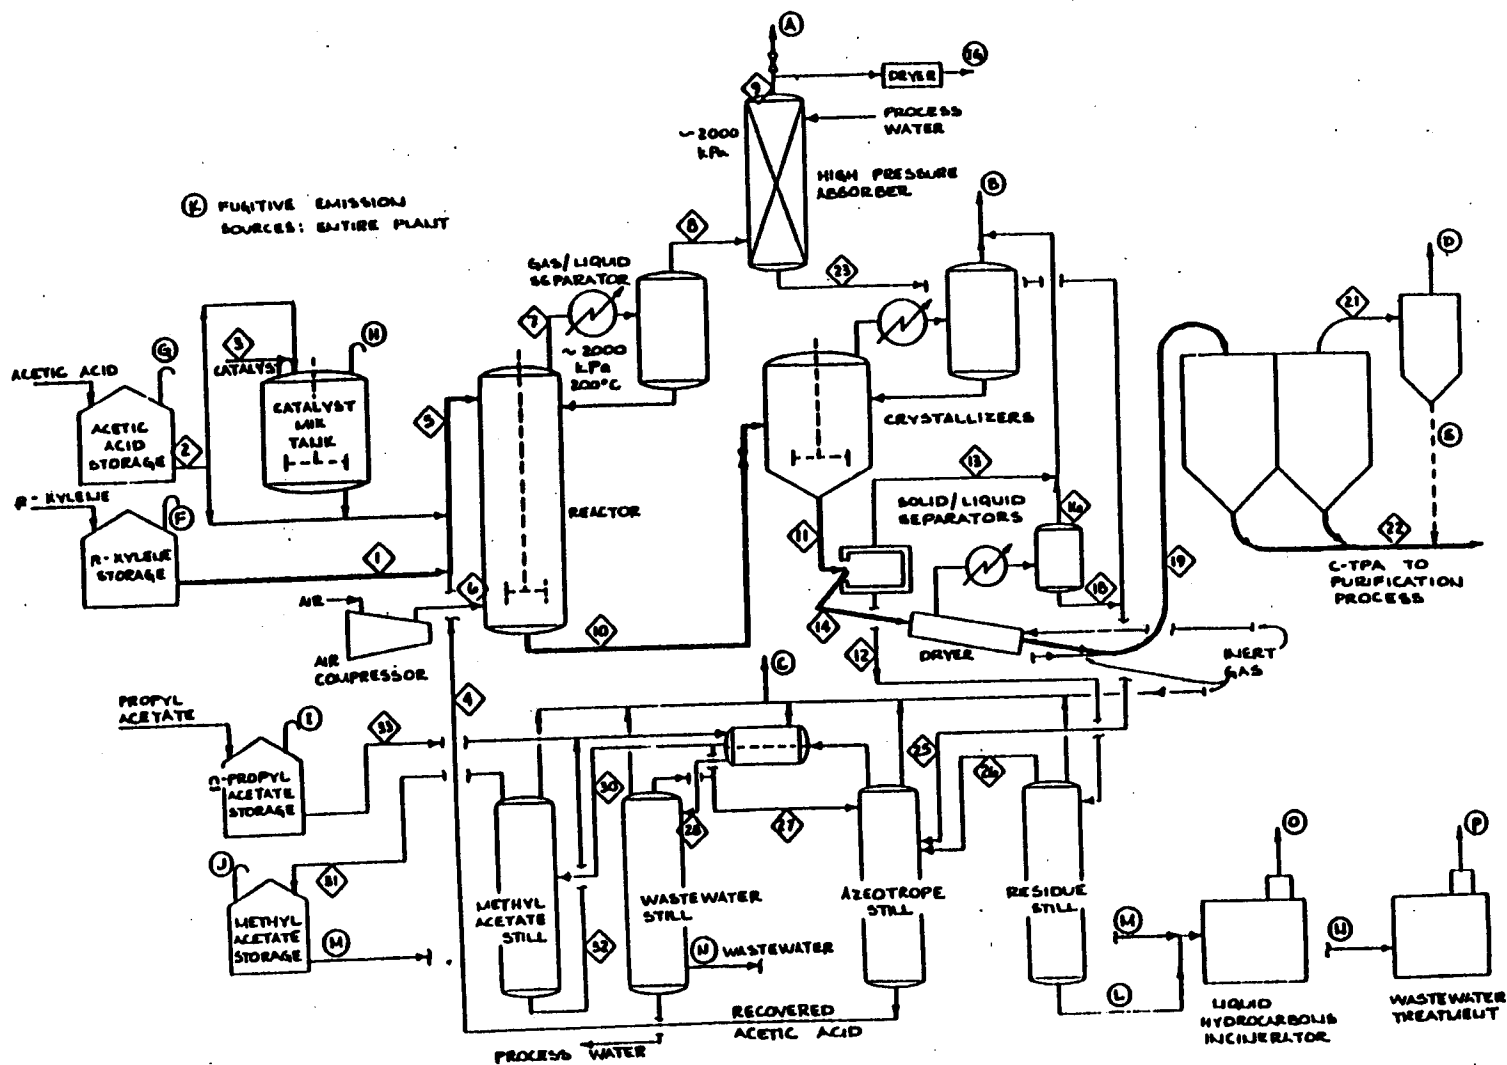 A
9
DRYER
IG
~2000
kPa
PROCESS
WATER
HIGH PRESSURE
ABSORBER
B
K FUGITIVE EMISSION
SOURCES: ENTIRE PLANT
8
D
GAS/LIQUID
SEPARATOR
23
21
7
3
CATALYST
H
G
~2000
kPa
200°C
ACETIC ACID
CATALYST
MIX
TANK
5
CRYSTALLIZERS
E
ACETIC
ACID
STORAGE
2
13
P-XYLENE
F
REACTOR
SOLID/LIQUID
SEPARATORS
16
11
22
P-XYLENE
STORAGE
1
19
C-TPA TO
PURIFICATION
PROCESS
6
18
AIR
10
14
12
DRYER
INERT
GAS
AIR
COMPRESSOR
C
4
PROPYL
ACETATE
I
33
25
26
n-PROPYL
ACETATE
STORAGE
30
28
27
O
P
J
31
METHYL
ACETATE
STORAGE
M
METHYL
ACETATE
STILL
WASTEWATER
STILL
AZEOTROPE
STILL
RESIDUE
STILL
M
N
32
N WASTEWATER
L
RECOVERED
ACETIC ACID
LIQUID
HYDROCARBONS
INCINERATOR
WASTEWATER
TREATMENT
PROCESS WATER